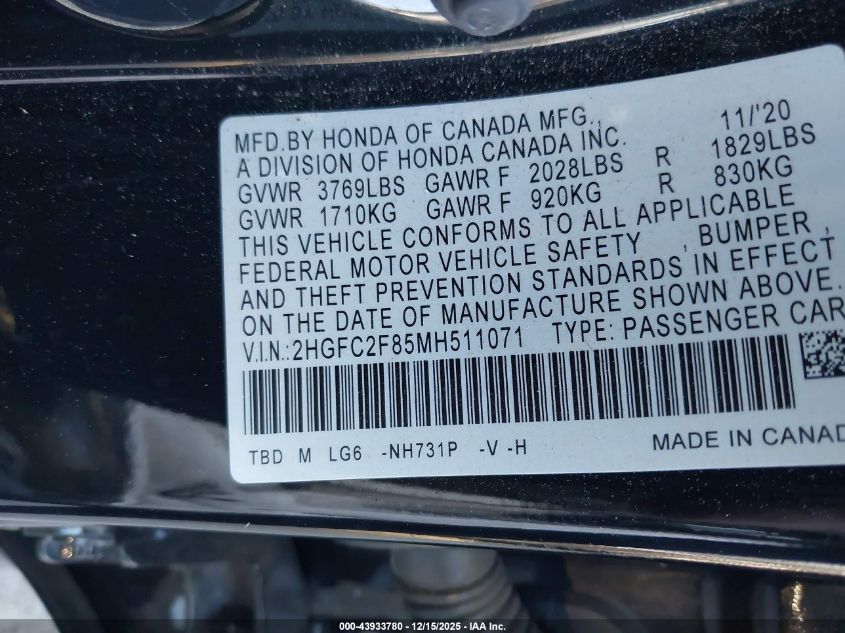 MFD.BY HONDA OF CANADA MFG., 11/'20
A DIVISION OF HONDA CANADA INC.
GVWR 3769LBS GAWR F 2028LBS R 1829LBS
GVWR 1710KG GAWR F 920KG R 830KG
THIS VEHICLE CONFORMS TO ALL APPLICABLE
FEDERAL MOTOR VEHICLE SAFETY , BUMPER ,
AND THEFT PREVENTION STANDARDS IN EFFECT
ON THE DATE OF MANUFACTURE SHOWN ABOVE.
V.I.N.:2HGFC2F85MH511071 TYPE: PASSENGER CAR
TBD M LG6 -NH731P -V -H MADE IN CANAD
000-43933780 - 12/15/2025 - IAA Inc.